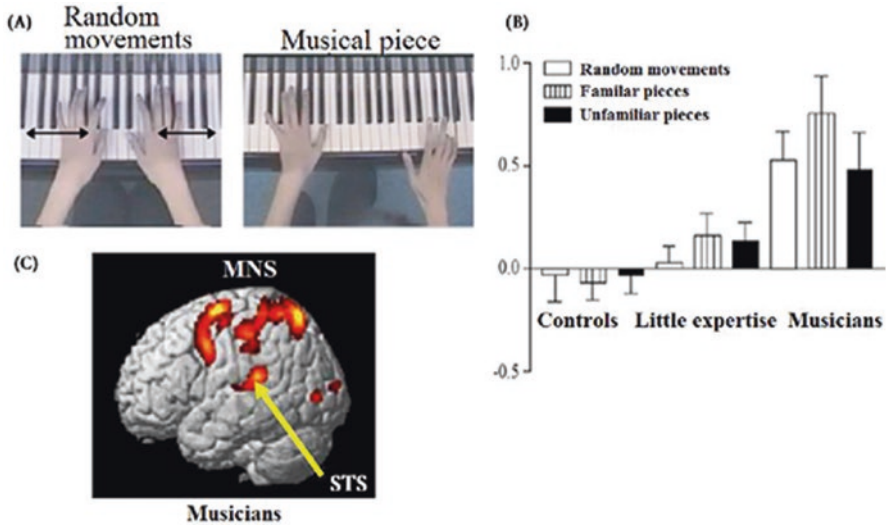 (A)
Random
movements
Musical piece
(B)
1.0
0.5
0.0
-0.5
Random movements
Familar pieces
Unfamiliar pieces
Controls Little expertise Musicians
(C)
MNS
STS
Musicians